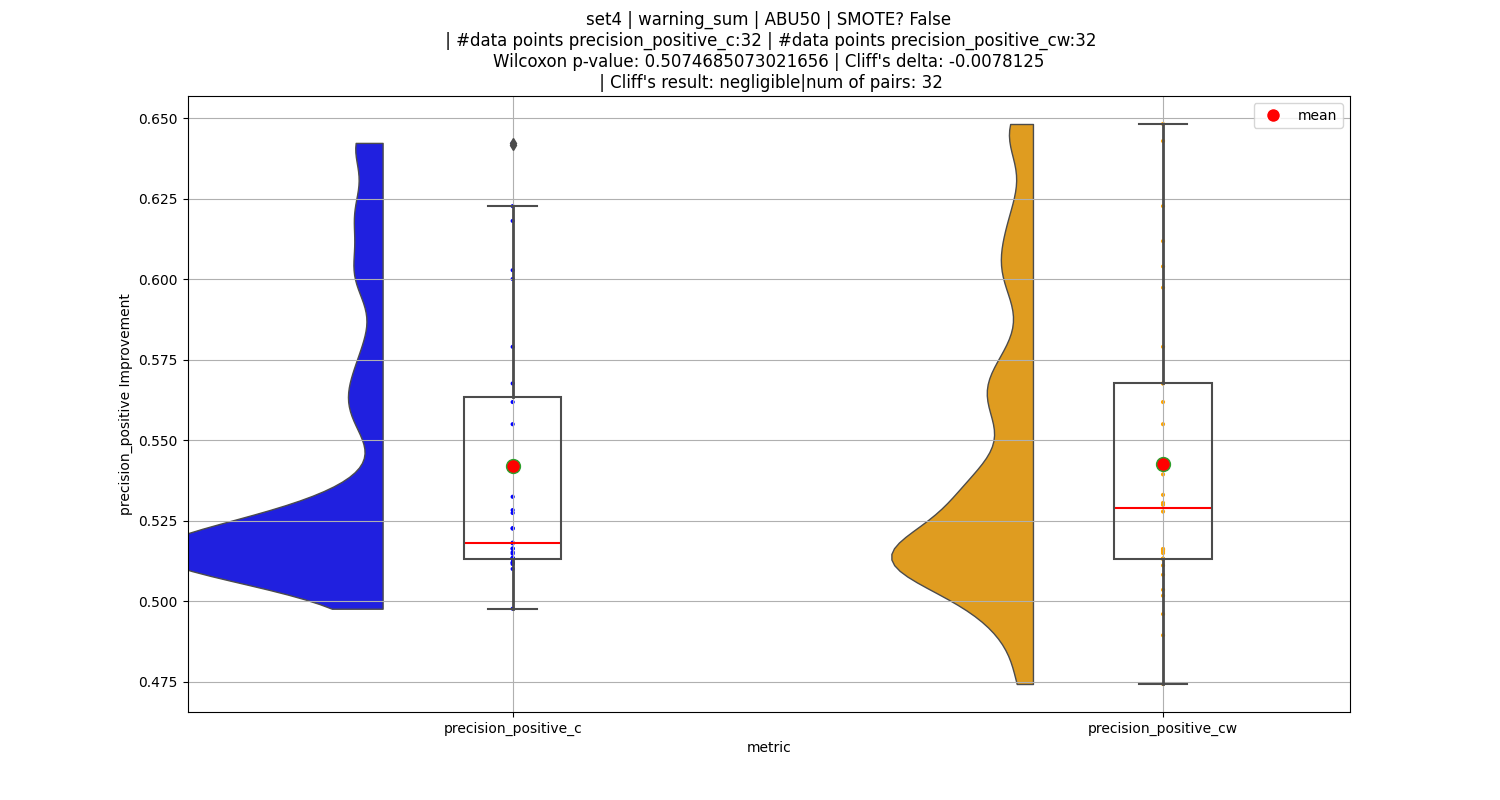 set4 | warning_sum | ABU50 | SMOTE? False
| #data points precision_positive_c:32 | #data points precision_positive_cw:32
Wilcoxon p-value: 0.5074685073021656 | Cliff's delta: -0.0078125
| Cliff's result: negligible|num of pairs: 32
mean
0.650
0.625
0.600
0.575
0.550
0.525
0.500
0.475
precision_positive Improvement
precision_positive_c
precision_positive_cw
metric